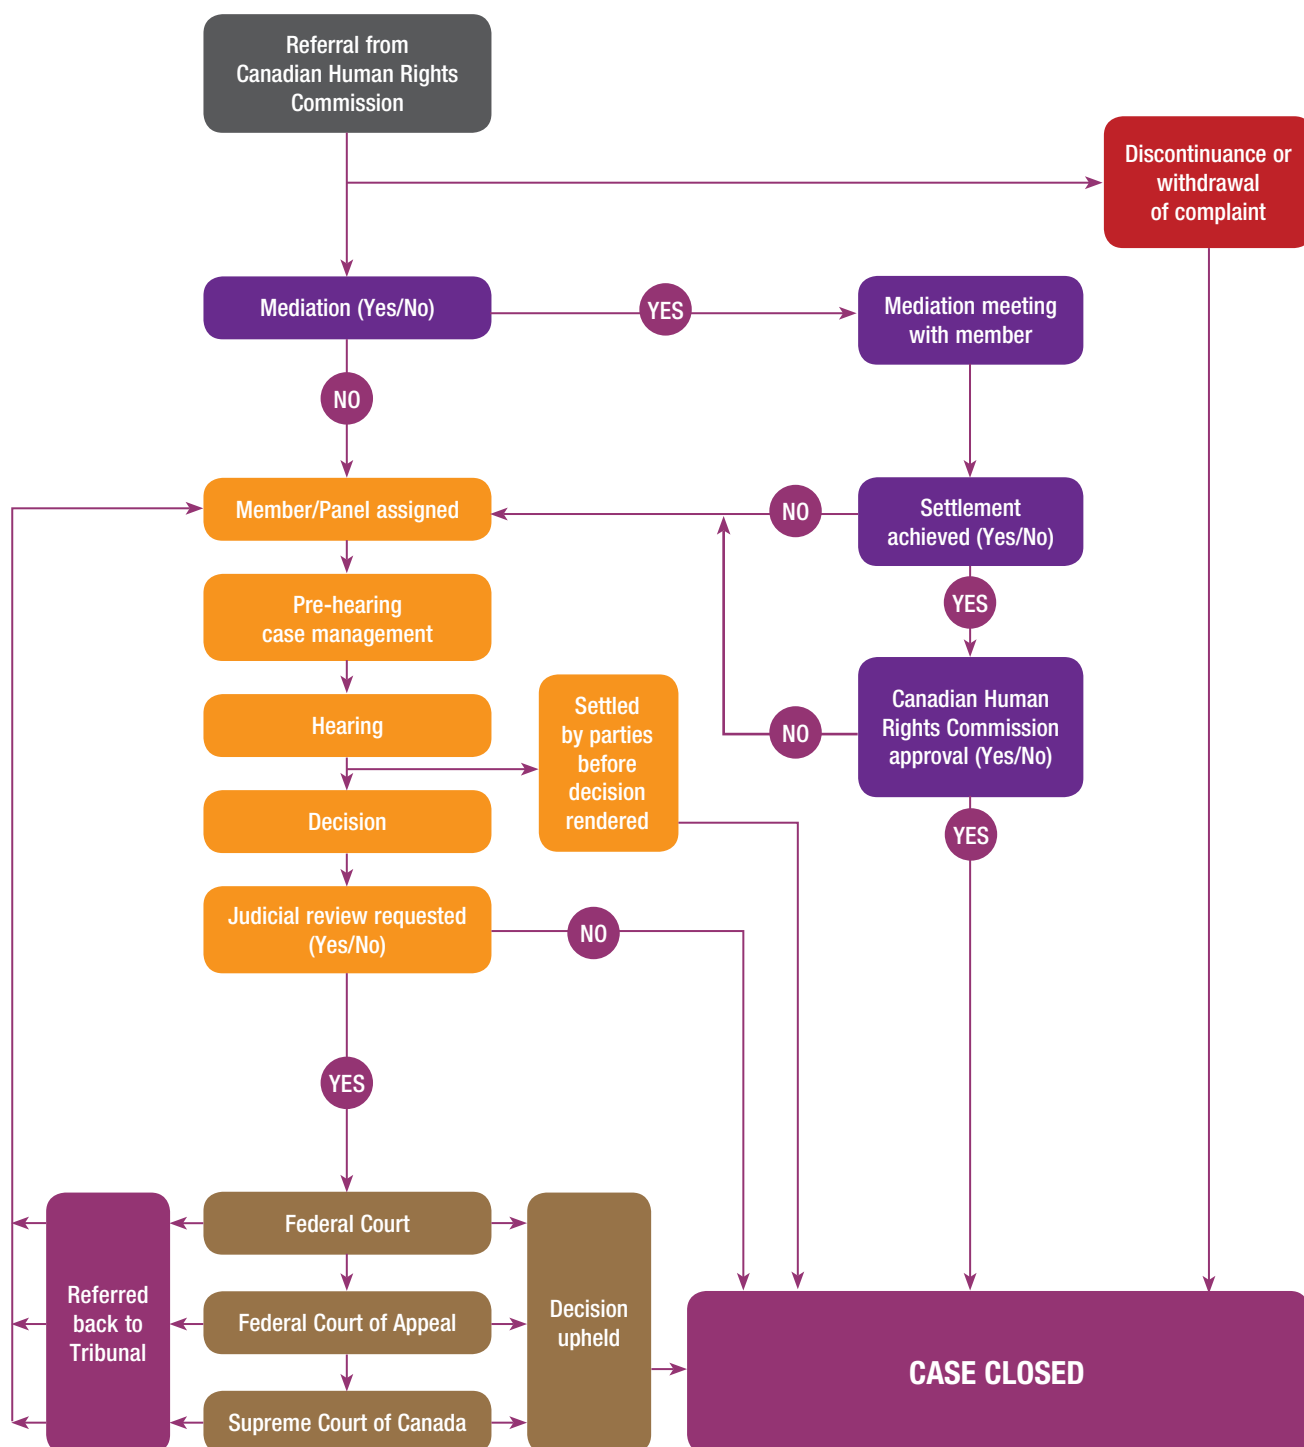 Referral from
Canadian Human Rights
Commission
Discontinuance or
withdrawal
of complaint
Mediation (Yes/No)
YES
Mediation meeting
with member
NO
Member/Panel assigned
NO
Settlement
achieved (Yes/No)
YES
Pre-hearing
case management
Canadian Human
Rights Commission
approval (Yes/No)
NO
YES
Hearing
Settled
by parties
before
decision
rendered
Decision
Judicial review requested
(Yes/No)
NO
YES
Federal Court
Federal Court of Appeal
Supreme Court of Canada
Referred
back to
Tribunal
Decision
upheld
CASE CLOSED